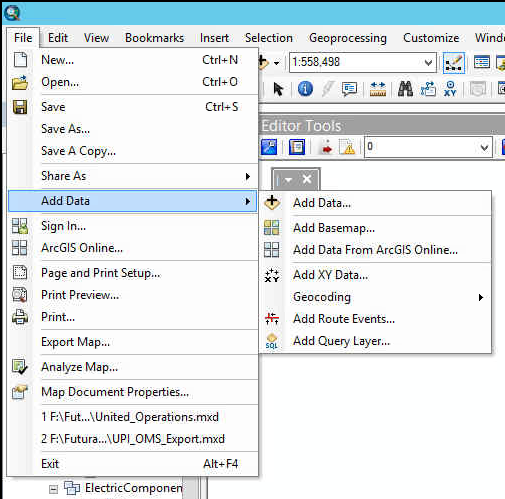 File Edit View Bookmarks Insert Selection Geoprocessing Customize
New... Ctrl+N
1:558,498
Open... Ctrl+O
XY
Save Ctrl+S
Save As...
Editor Tools
Save A Copy...
0
Share As
Add Data
Add Data...
Sign In...
Add Basemap...
ArcGIS Online...
Add Data From ArcGIS Online...
Page and Print Setup...
Add XY Data...
XY
Print Preview...
Geocoding
Print...
Add Route Events...
Export Map...
Add Query Layer...
SQL
Analyze Map...
Map Document Properties...
1 F:\Fut...\United_Operations.mxd
2 F:\Futura...\UPI_OMS_Export.mxd
Exit Alt+F4
ElectricComponen